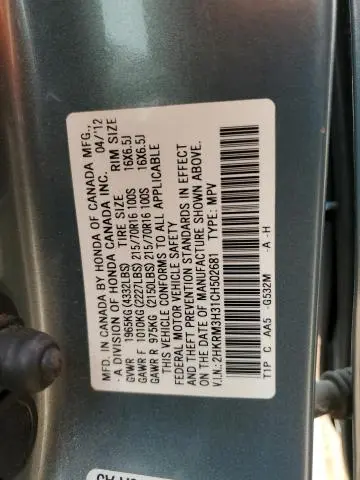 MFD. IN CANADA BY HONDA OF CANADA MFG.,
A DIVISION OF HONDA CANADA INC. 04/'12
TIRE SIZE RIM SIZE
GVWR 1965KG (4332LBS)
GAWR F 1010KG (2227LBS) 215/70R16 100S 16X6.5J
GAWR R 975KG (2150LBS) 215/70R16 100S 16X6.5J
THIS VEHICLE CONFORMS TO ALL APPLICABLE
FEDERAL MOTOR VEHICLE SAFETY
AND THEFT PREVENTION STANDARDS IN EFFECT
ON THE DATE OF MANUFACTURE SHOWN ABOVE.
V.I.N.: 2HKRM3H31CH502681 TYPE: MPV
TTP C AA5 G532M -A -H